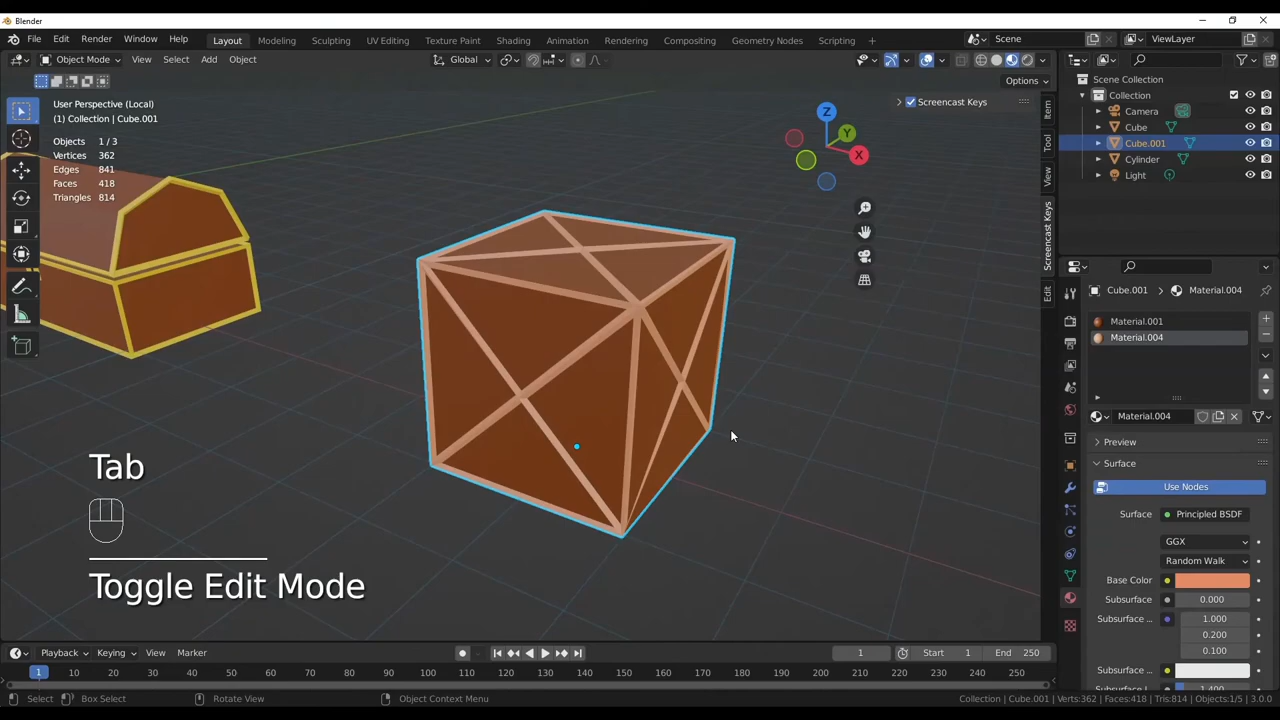 Blender
File Edit Render Window Help Layout Modeling Sculpting UV Editing Texture Paint Shading Animation Rendering Compositing Geometry Nodes Scripting + Scene ViewLayer
Object Mode View Select Add Object Global
Options
User Perspective (Local)
(1) Collection | Cube.001
Objects 1 / 3
Vertices 362
Edges 841
Faces 418
Triangles 814
Screencast Keys
Z
Y
X
Item
Tool
View
Screencast Keys
Edit
Scene Collection
Collection
Camera
Cube
Cube.001
Cylinder
Light
Cube.001 Material.004
Material.001
Material.004
Material.004
Preview
Surface
Use Nodes
Surface Principled BSDF
GGX
Random Walk
Base Color
Subsurface 0.000
Subsurface ... 1.000
0.200
0.100
Subsurface ...
Subsurface ... 1.400
Tab
Toggle Edit Mode
Playback Keying View Marker 1 Start 1 End 250
1 10 20 30 40 50 60 70 80 90 100 110 120 130 140 150 160 170 180 190 200 210 220 230 240 250
Select Box Select Rotate View Object Context Menu Collection | Cube.001 | Verts:362 | Faces:418 | Tris:814 | Objects:1/5 | 3.0.0